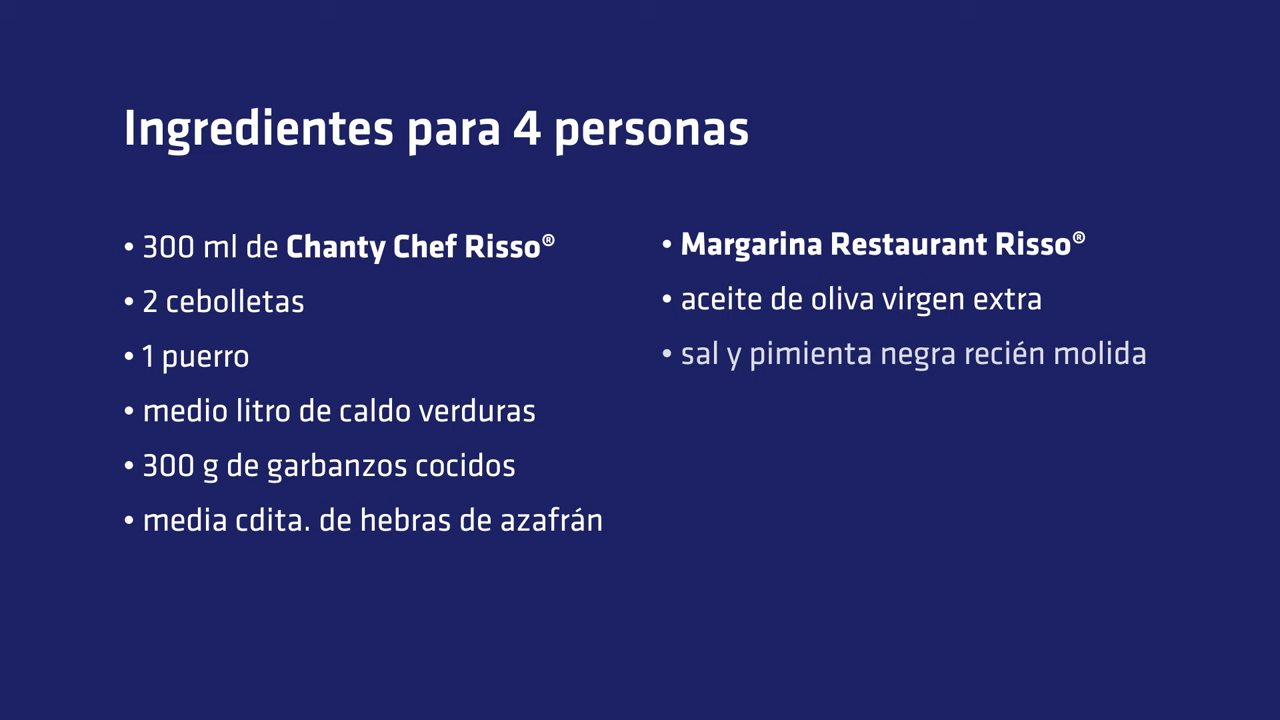 Ingredientes para 4 personas
• 300 ml de Chanty Chef Risso®
• 2 cebolletas
• 1 puerro
• medio litro de caldo verduras
• 300 g de garbanzos cocidos
• media cdita. de hebras de azafrán
• Margarina Restaurant Risso®
• aceite de oliva virgen extra
• sal y pimienta negra recién molida